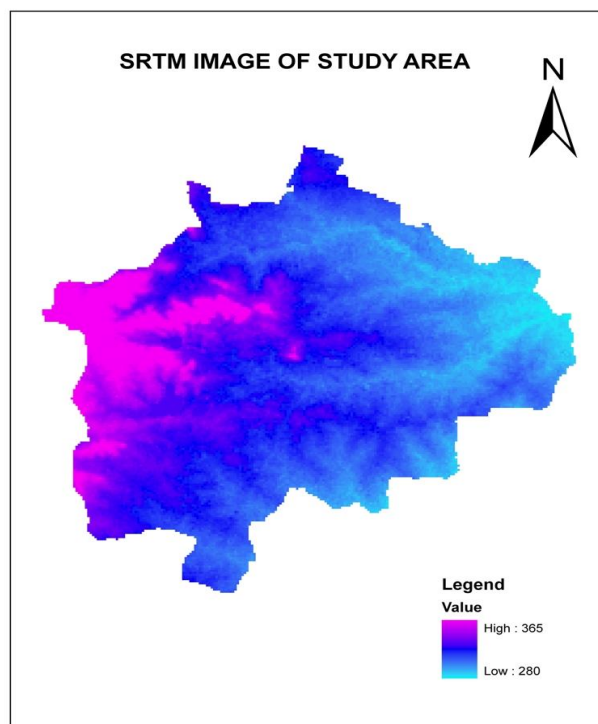 SRTM IMAGE OF STUDY AREA
N
Legend
Value
High : 365
Low : 280